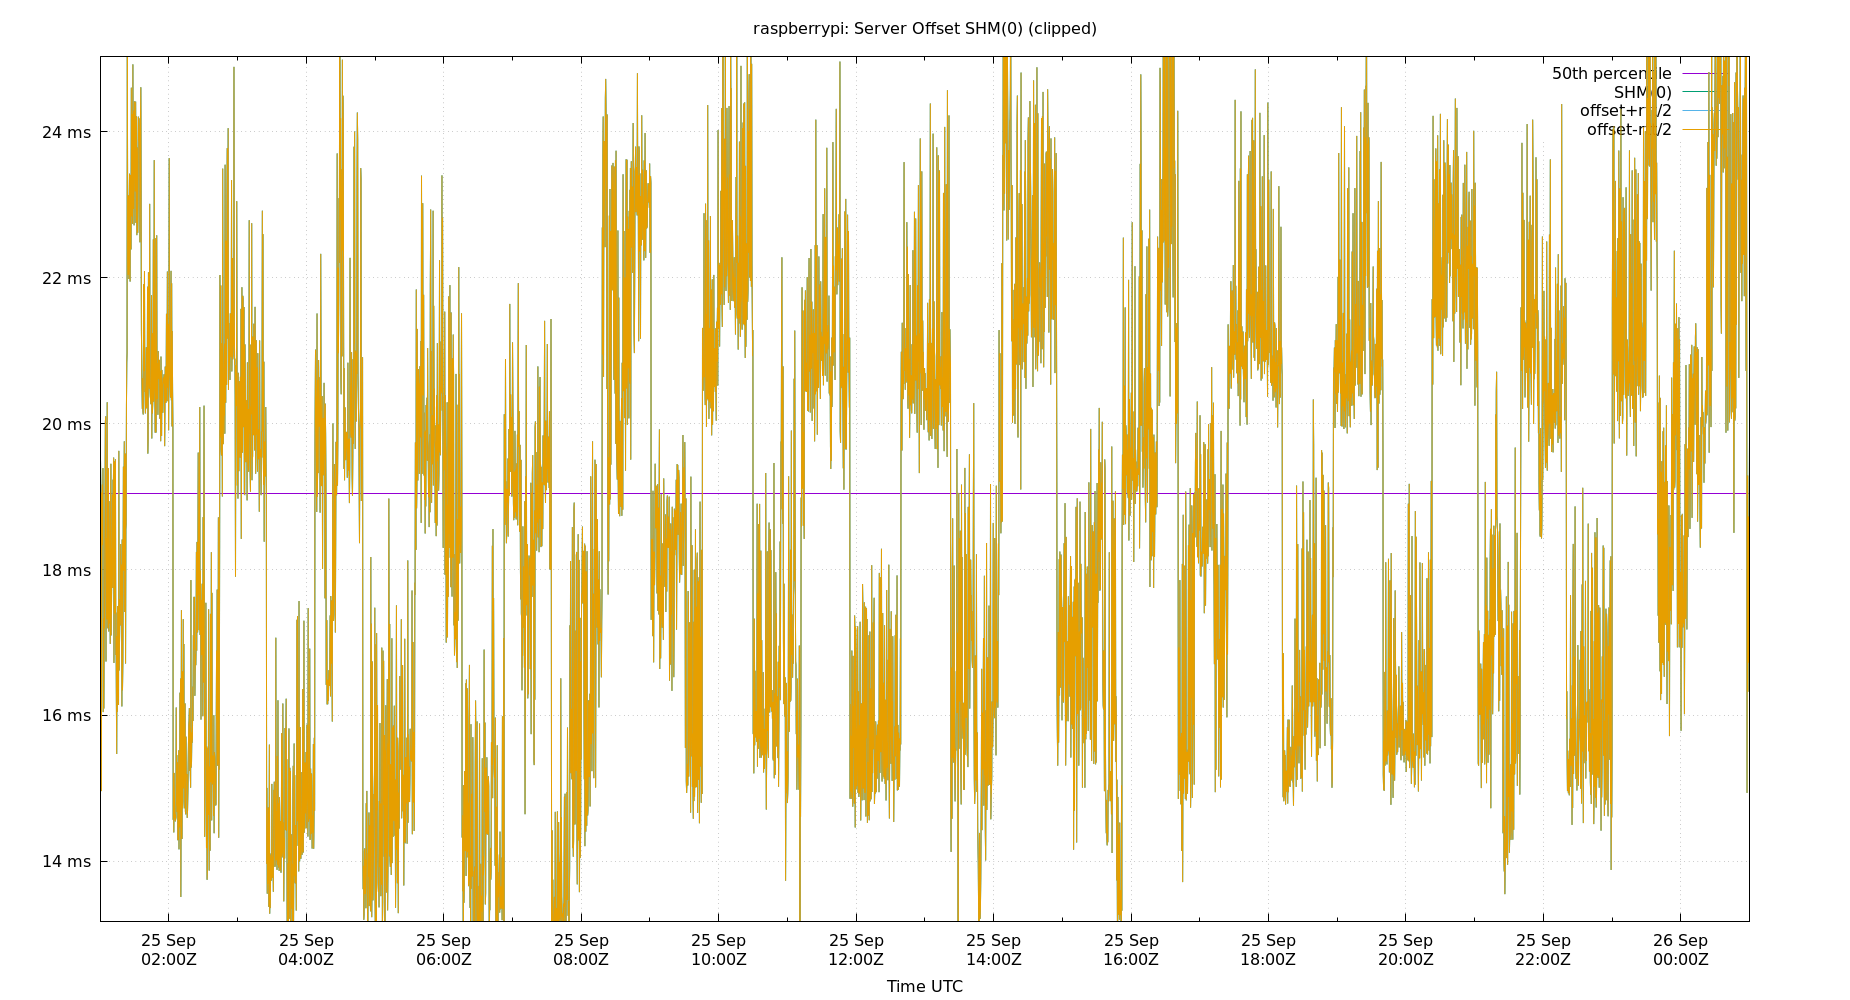 raspberrypi: Server Offset SHM(0) (clipped)
50th percentile
SHM(0)
offset+rtt/2
offset-rtt/2
24 ms
22 ms
20 ms
18 ms
16 ms
14 ms
25 Sep 25 Sep 25 Sep 25 Sep 25 Sep 25 Sep 25 Sep 25 Sep 25 Sep 25 Sep 25 Sep 26 Sep
02:00Z 04:00Z 06:00Z 08:00Z 10:00Z 12:00Z 14:00Z 16:00Z 18:00Z 20:00Z 22:00Z 00:00Z
Time UTC